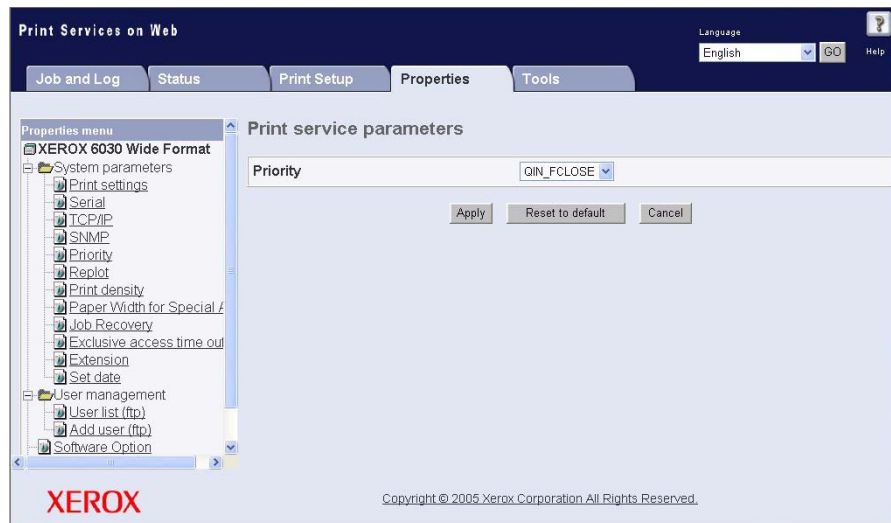 Print Services on Web
Language
English
GO
?
Help
Job and Log
Status
Print Setup
Properties
Tools
Properties menu
XEROX 6030 Wide Format
System parameters
Print settings
Serial
TCP/IP
SNMP
Priority
Replot
Print density
Paper Width for Special
Job Recovery
Exclusive access time out
Extension
Set date
User management
User list (ftp)
Add user (ftp)
Software Option
Print service parameters
Priority
QIN_FCLOSE
Apply
Reset to default
Cancel
XEROX
Copyright © 2005 Xerox Corporation All Rights Reserved.